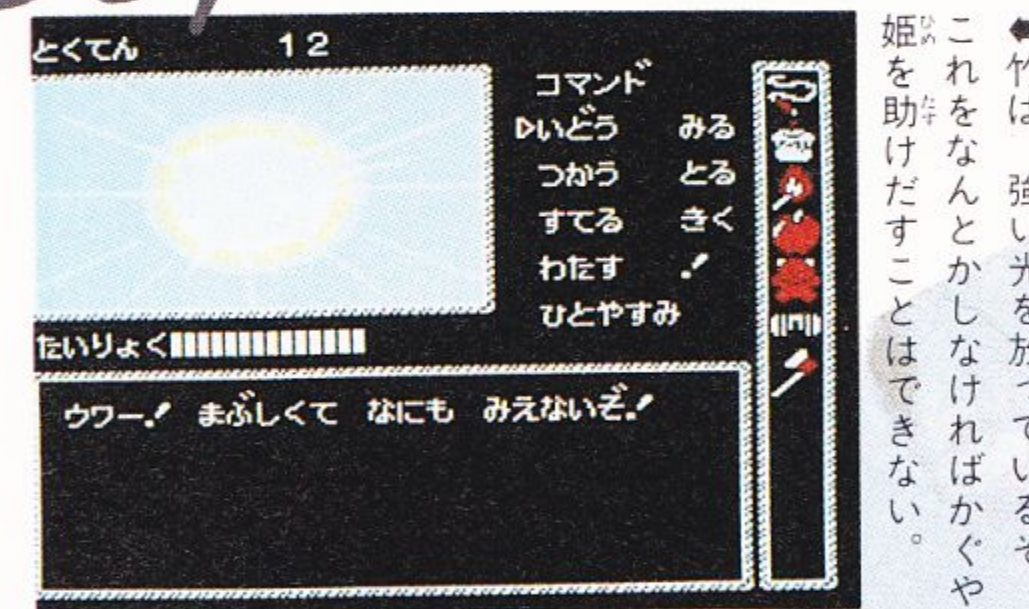 とくてん 12
コマンド
▷いどう みる
つかう とる
すてる きく
わたす .ᐟ
ひとやすみ
たいりょく
ウワー! まぶしくて なにも みえないぞ!
竹は、強い光を放っているぞ。
これをなんとかしなければかぐや
姫を助けだすことはできない。
ひめ
たす